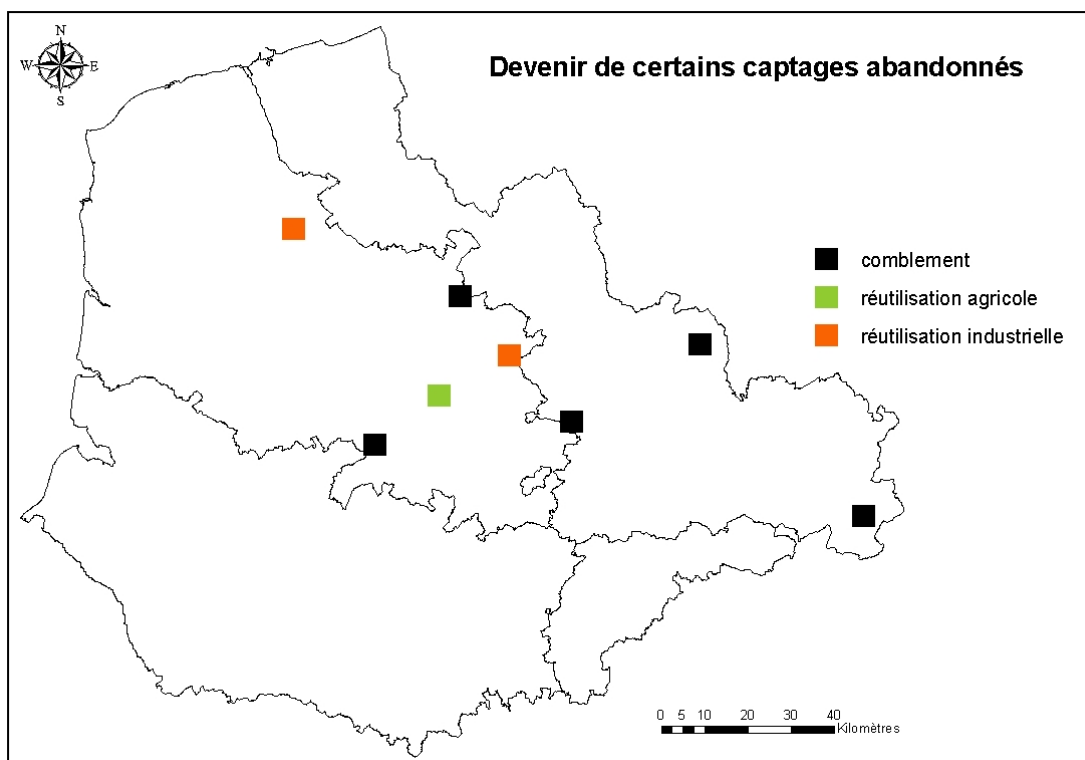 N
W E
S
Devenir de certains captages abandonnés
comblement
réutilisation agricole
réutilisation industrielle
0 5 10 20 30 40
Kilomètres